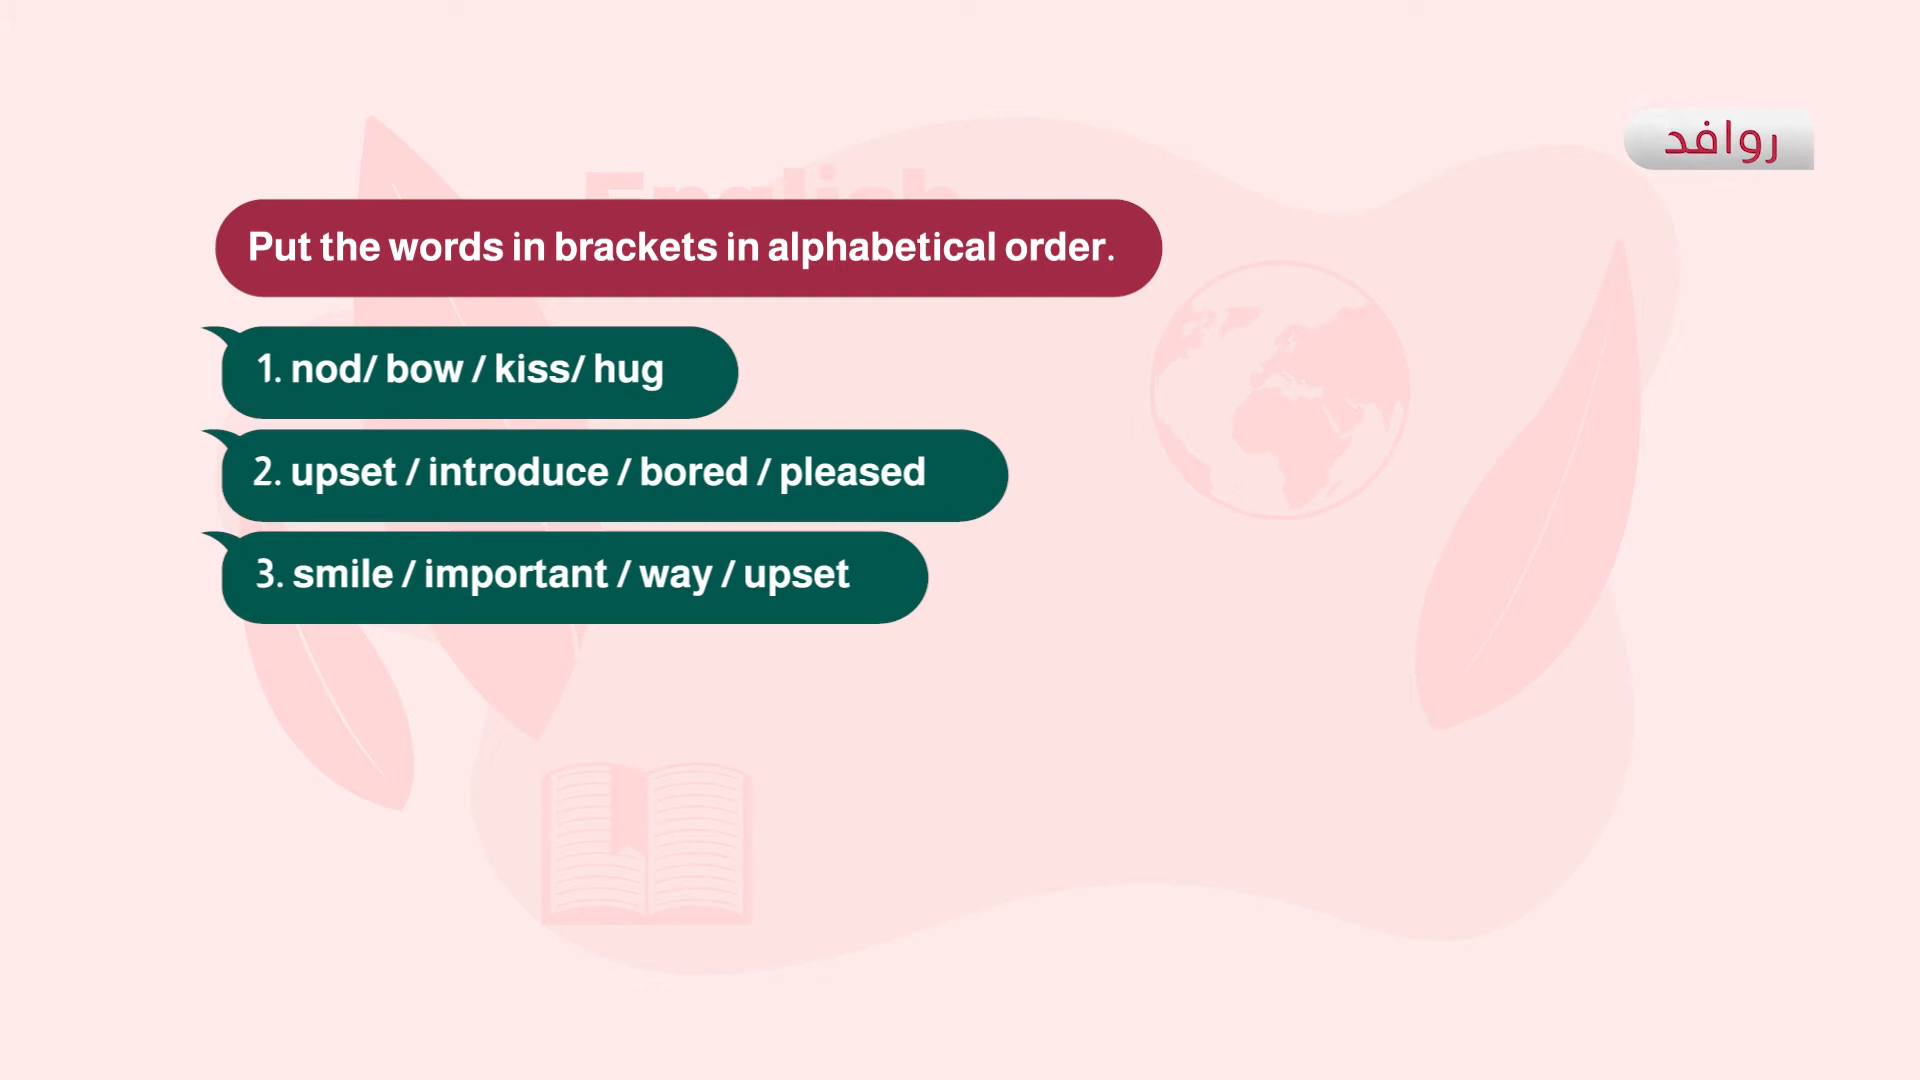 روافد
English
Put the words in brackets in alphabetical order.
1. nod/ bow / kiss/ hug
2. upset / introduce / bored / pleased
3. smile / important / way / upset